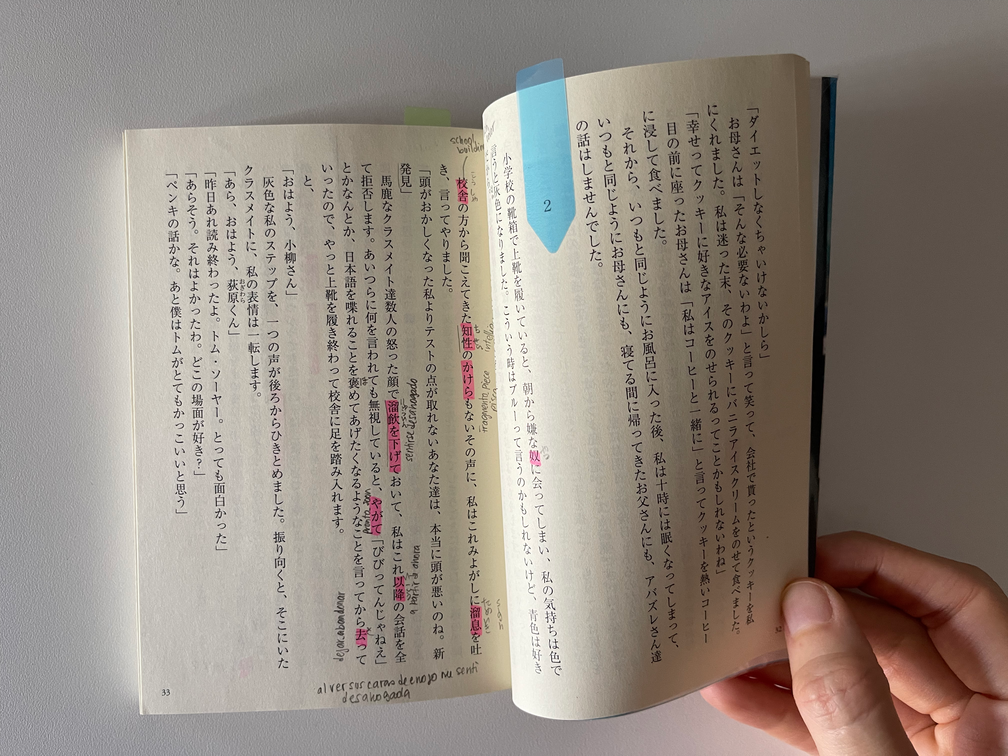 「ダイエットしなくちゃいけないかしら」
お母さんは「そんな必要ないわよ」と言って笑って、会社で貰ったというクッキーを私
にくれました。私は迷った末、そのクッキーにバニラアイスクリームをのせて食べました。
「幸せってクッキーに好きなアイスをのせられるってことかもしれないわね」
目の前に座ったお母さんは「私はコーヒーと一緒に」と言ってクッキーを熱いコーヒー
に浸して食べました。
それから、いつもと同じようにお風呂に入った後、私は十時には眠くなってしまって、
いつもと同じようにお母さんにも、寝てる間に帰ってきたお父さんにも、アバズレさん達
の話はしませんでした。
2
小学校の靴箱で上靴を履いていると、朝から嫌な奴に会ってしまい、私の気持ちは色で
言うと灰色になりました。こういう時はブルーって言うのかもしれないけど、青色は好き
32
school building
校舎の方から聞こえてきた知性のかけらもないその声に、私はこれみよがしに溜息を吐
き、言ってやりました。
fragmento, piece
ためいき
sigh
「頭がおかしくなった私よりテストの点が取れないあなた達は、本当に頭が悪いのね。新
発見」
馬鹿なクラスメイト達数人の怒った顔で溜飲を下げておいて、私はこれ以降の会話を全
て拒否します。あいつらに何を言われても無視していると、やがて「びびってんじゃねえ」
とかなんとか、日本語を喋れることを褒めてあげたくなるようなことを言ってから去って
いったので、やっと上靴を履き終わって校舎に足を踏み入れます。
と、
dejar, abandonar
「おはよう、小柳さん」
灰色な私のステップを、一つの声が後ろからひきとめました。振り向くと、そこにいた
クラスメイトに、私の表情は一転します。
「あら、おはよう、荻原くん」
おぎわら
「昨日あれ読み終わったよ。トム・ソーヤー。とっても面白かった」
「あらそう。それはよかったわ。どこの場面が好き?」
「ペンキの話かな。あと僕はトムがとてもかっこいいと思う」
al ver sus caras de enojo me sentí
desahogada
33